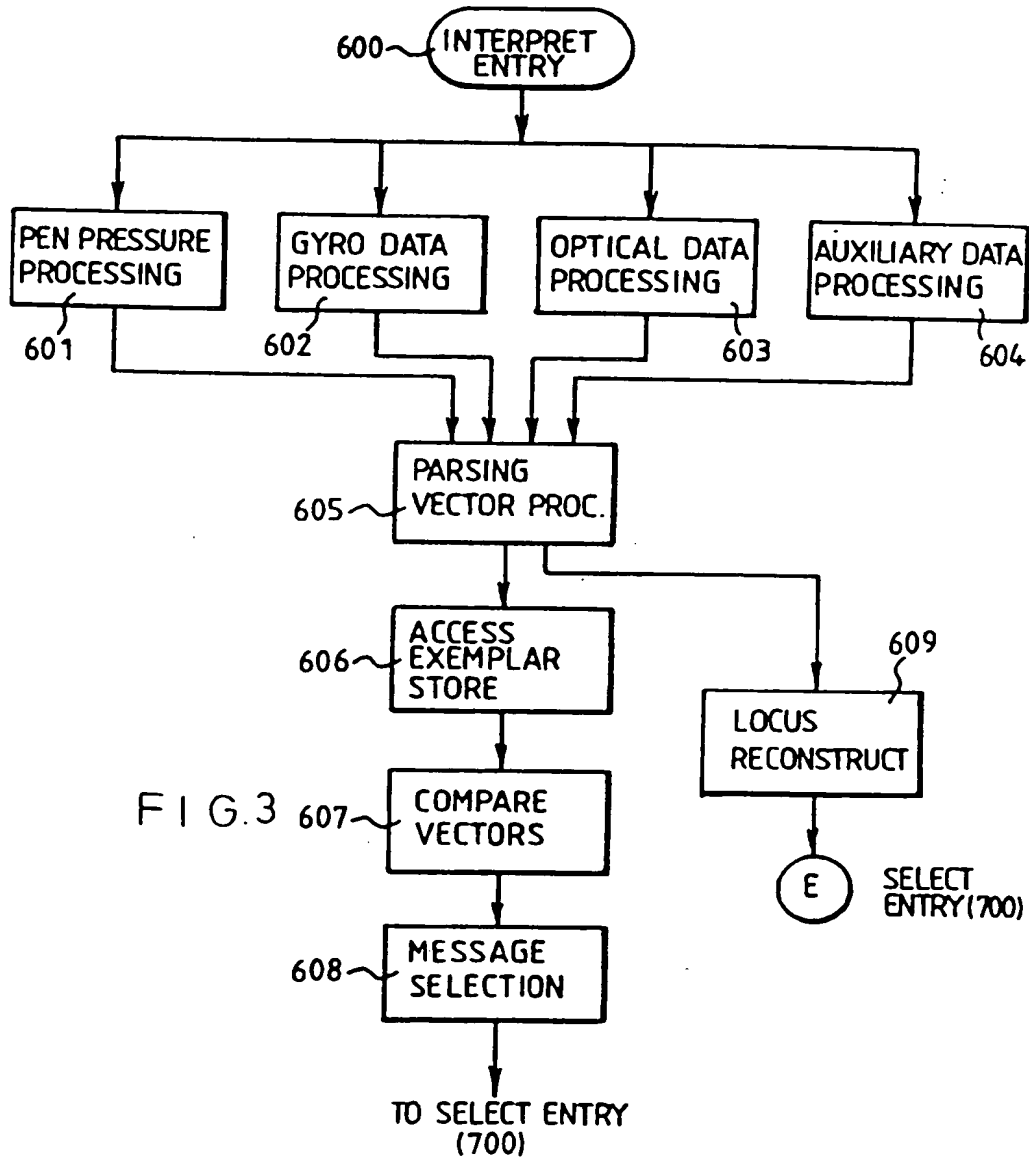 600
INTERPRET
ENTRY
PEN PRESSURE
PROCESSING
601
GYRO DATA
PROCESSING
602
OPTICAL DATA
PROCESSING
603
AUXILIARY DATA
PROCESSING
604
605
PARSING
VECTOR PROC.
606
ACCESS
EXEMPLAR
STORE
609
LOCUS
RECONSTRUCT
FIG.3
607
COMPARE
VECTORS
E
SELECT
ENTRY (700)
608
MESSAGE
SELECTION
TO SELECT ENTRY
(700)